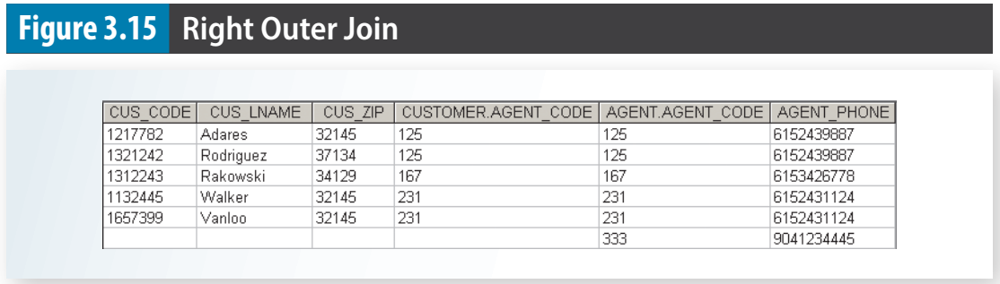 Figure 3.15 Right Outer Join
CUS_CODE CUS_LNAME CUS_ZIP CUSTOMER.AGENT_CODE AGENT.AGENT_CODE AGENT_PHONE
1217782 Adares 32145 125 125 6152439887
1321242 Rodriguez 37134 125 125 6152439887
1312243 Rakowski 34129 167 167 6153426778
1132445 Walker 32145 231 231 6152431124
1657399 Vanloo 32145 231 231 6152431124
333 9041234445